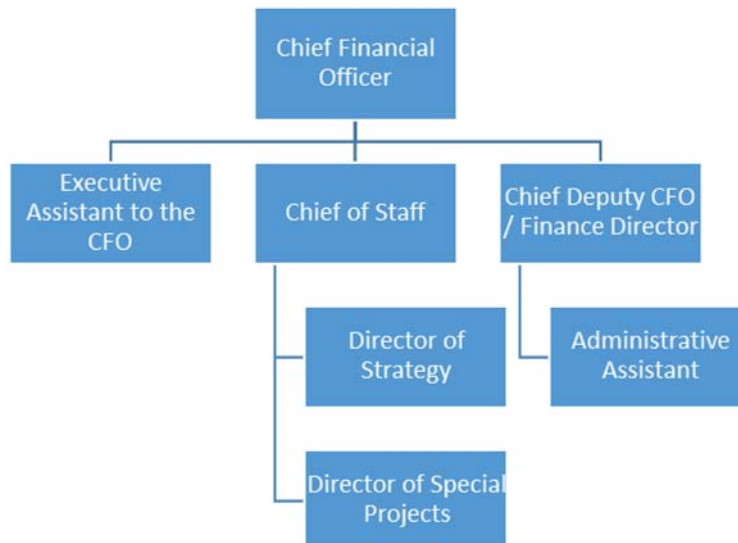 Chief Financial
Officer
Executive
Assistant to the
CFO
Chief of Staff
Chief Deputy CFO
/ Finance Director
Director of
Strategy
Administrative
Assistant
Director of Special
Projects